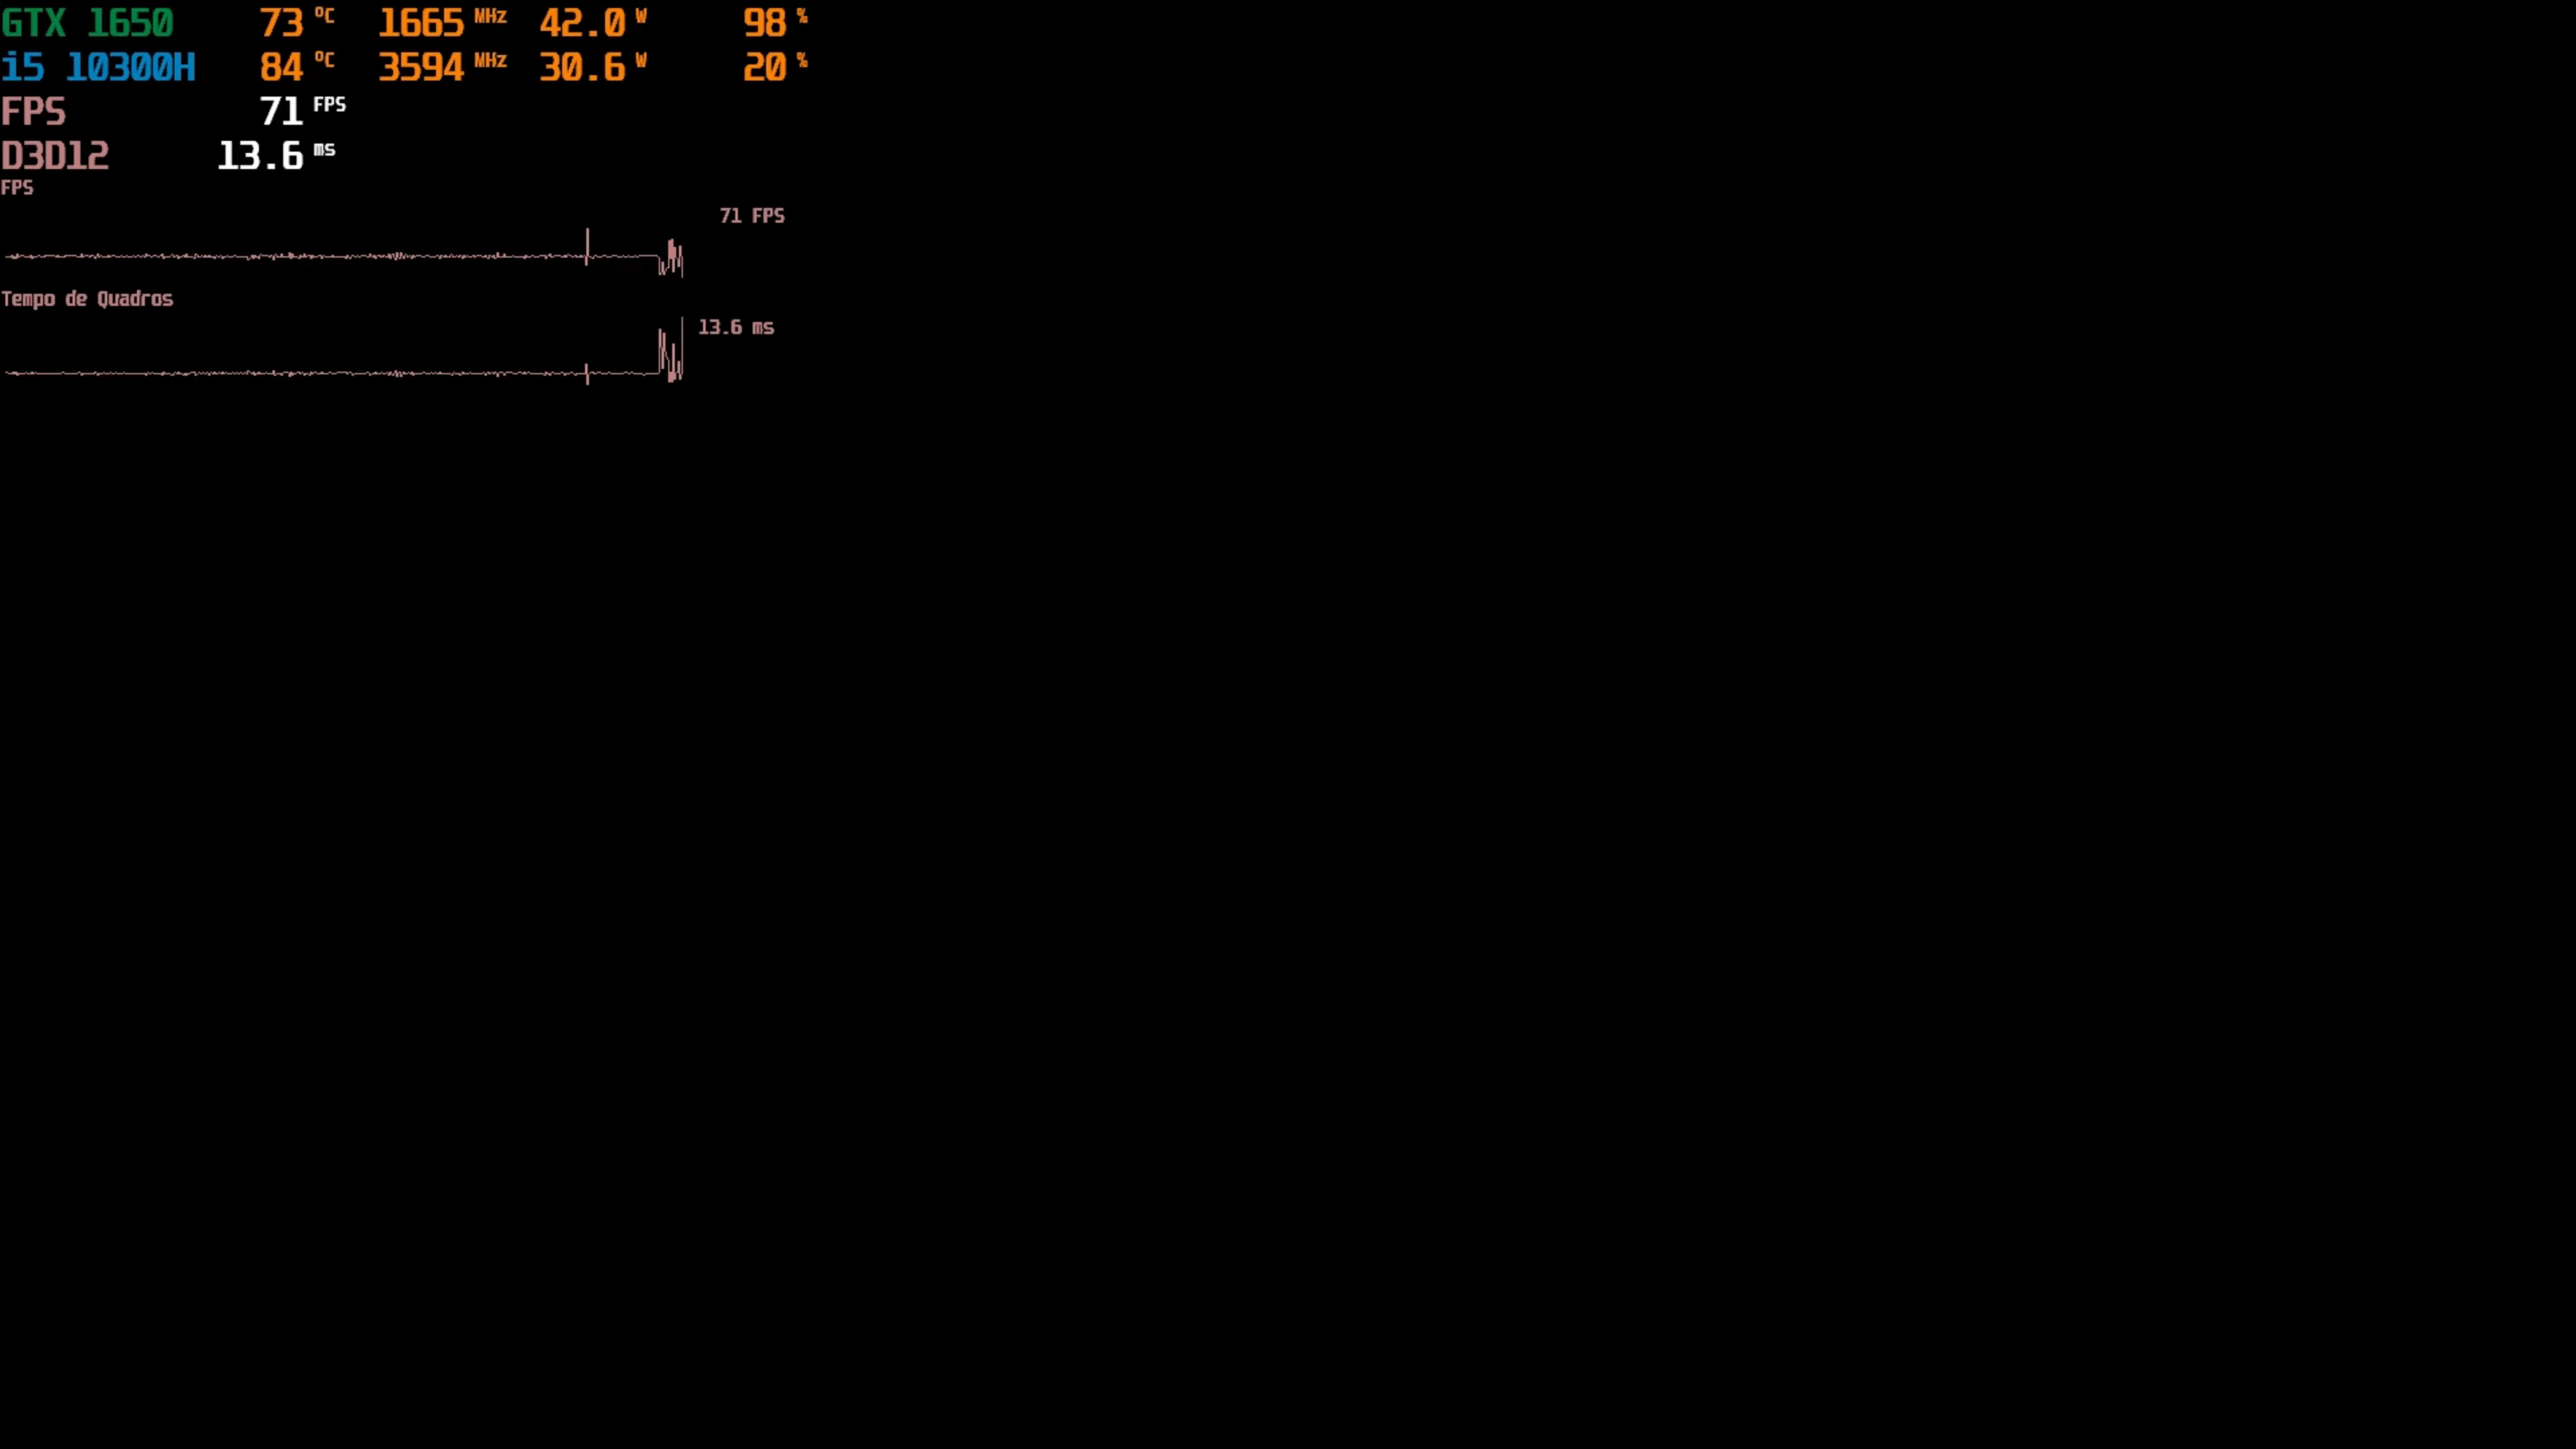 GTX 1650 73 °C 1665 MHz 42.0 W 98 %
i5 10300H 84 °C 3594 MHz 30.6 W 20 %
FPS 71 FPS
D3D12 13.6 ms
FPS
71 FPS
Tempo de Quadros
13.6 ms